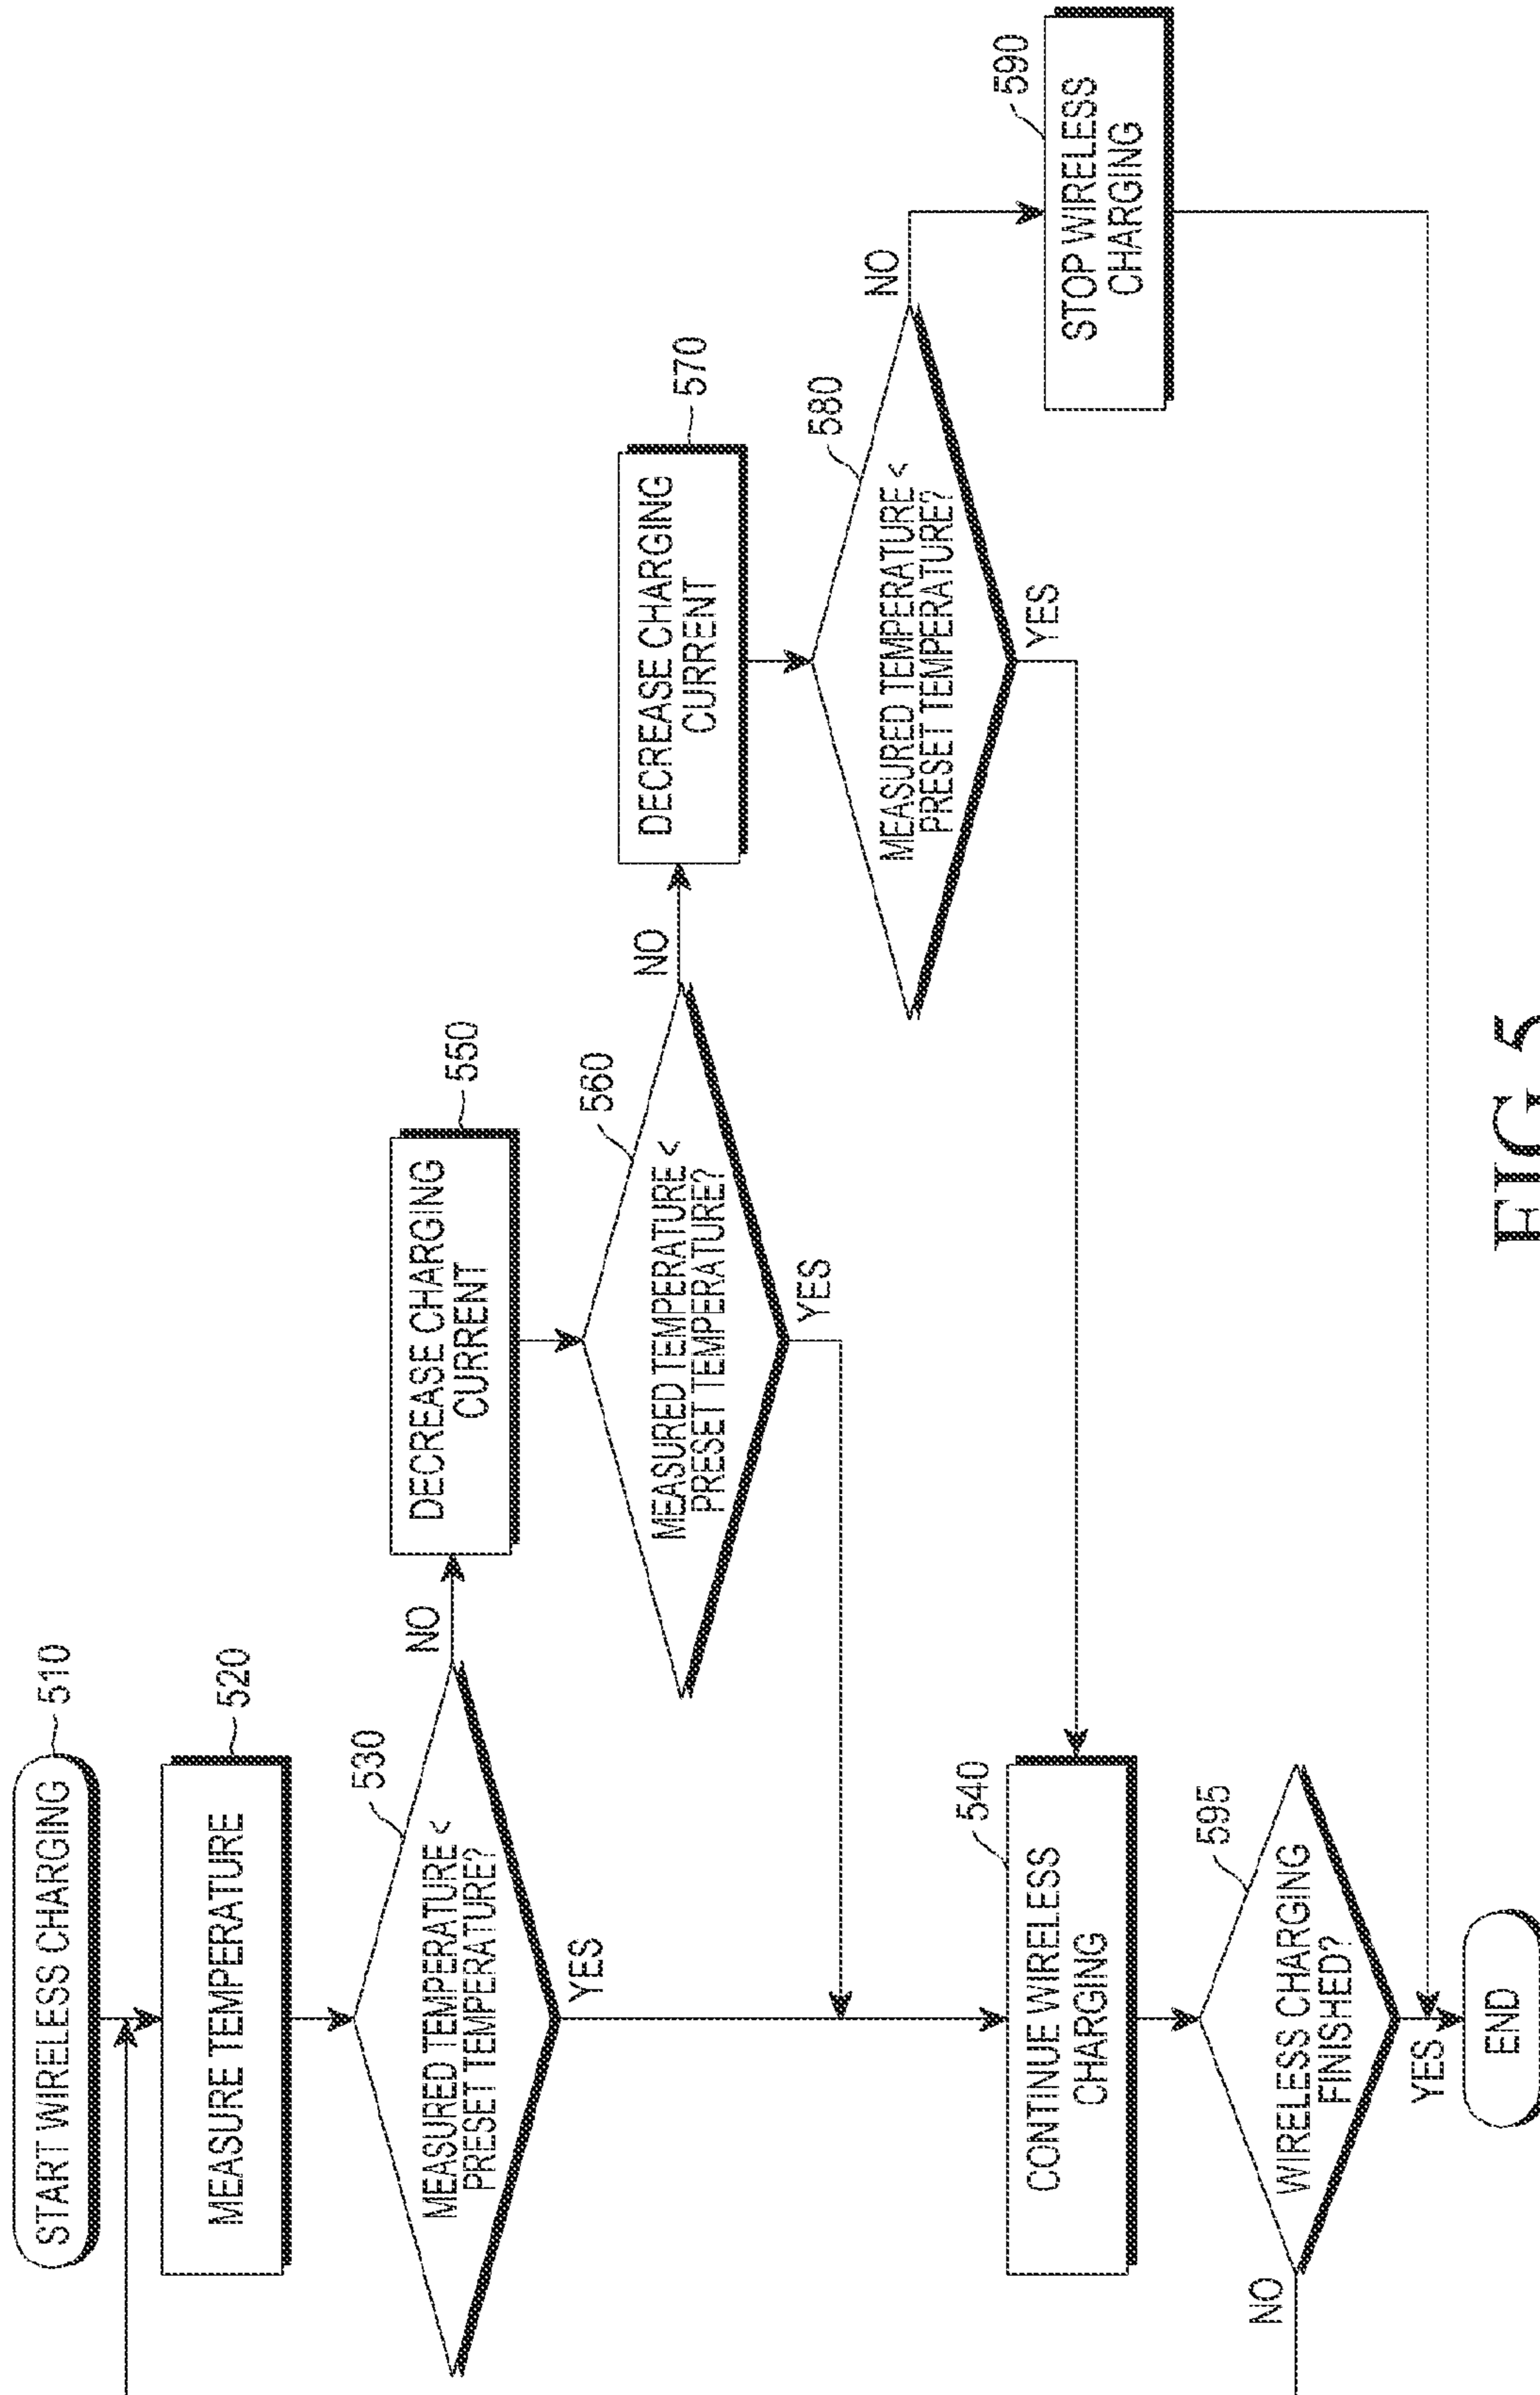 START WIRELESS CHARGING
510
MEASURE TEMPERATURE
520
MEASURED TEMPERATURE <
PRESET TEMPERATURE?
530
NO
YES
DECREASE CHARGING
CURRENT
550
MEASURED TEMPERATURE <
PRESET TEMPERATURE?
560
NO
YES
DECREASE CHARGING
CURRENT
570
MEASURED TEMPERATURE <
PRESET TEMPERATURE?
580
NO
YES
STOP WIRELESS
CHARGING
590
CONTINUE WIRELESS
CHARGING
540
WIRELESS CHARGING
FINISHED?
595
NO
YES
END
FIG.5